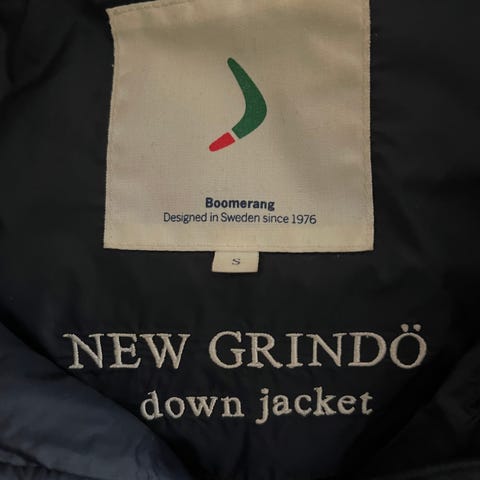 Boomerang
Designed in Sweden since 1976
S
NEW GRINDÖ
down jacket